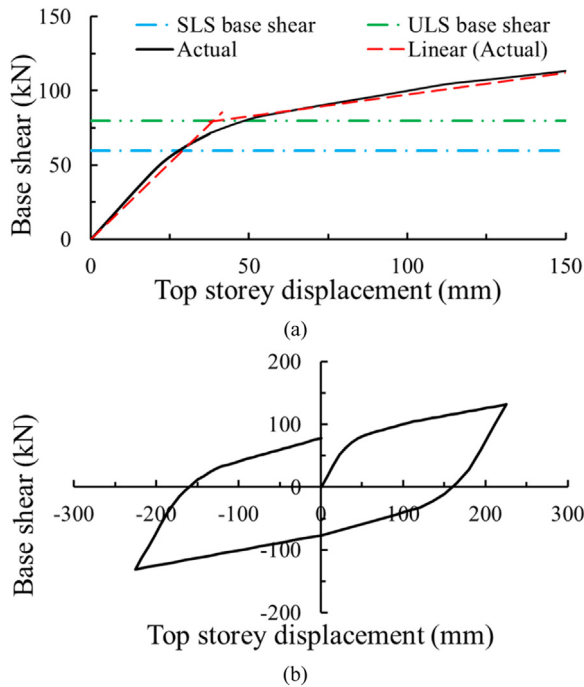 150
SLS base shear
ULS base shear
Actual
Linear (Actual)
100
50
0
Base shear (kN)
0
50
100
150
Top storey displacement (mm)
(a)
200
100
0
-300
-200
-100
0
100
200
300
-100
-200
Base shear (kN)
Top storey displacement (mm)
(b)